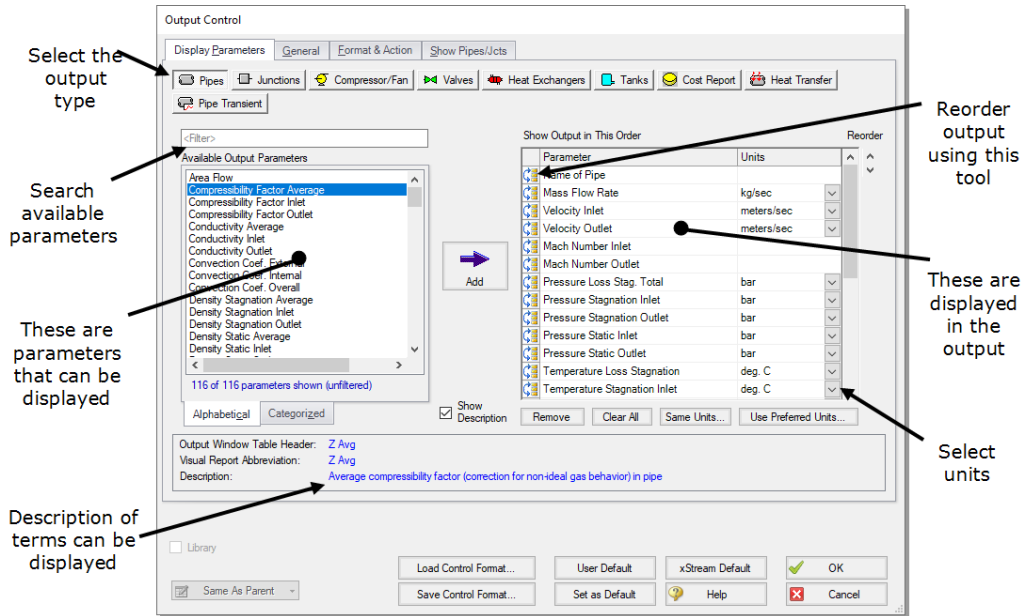 Output Control
Display Parameters
General
Format & Action
Show Pipes/Jcts
Pipes
Junctions
Compressor/Fan
Valves
Heat Exchangers
Tanks
Cost Report
Heat Transfer
Pipe Transient
Select the
output
type
<Filter>
Available Output Parameters
Area Flow
Compressibility Factor Average
Compressibility Factor Inlet
Compressibility Factor Outlet
Conductivity Average
Conductivity Inlet
Conductivity Outlet
Convection Coef. External
Convection Coef. Internal
Convection Coef. Overall
Density Stagnation Average
Density Stagnation Inlet
Density Stagnation Outlet
Density Static Average
Density Static Inlet
116 of 116 parameters shown (unfiltered)
Alphabetical
Categorized
Search
available
parameters
These are
parameters
that can be
displayed
Add
Show
Description
Show Output in This Order
Reorder
Parameter Units
Name of Pipe
Mass Flow Rate kg/sec
Velocity Inlet meters/sec
Velocity Outlet meters/sec
Mach Number Inlet
Mach Number Outlet
Pressure Loss Stag. Total bar
Pressure Stagnation Inlet bar
Pressure Stagnation Outlet bar
Pressure Static Inlet bar
Pressure Static Outlet bar
Temperature Loss Stagnation deg. C
Temperature Stagnation Inlet deg. C
Remove
Clear All
Same Units...
Use Preferred Units...
Reorder
output
using this
tool
These are
displayed
in the
output
Select
units
Output Window Table Header: Z Avg
Visual Report Abbreviation: Z Avg
Description: Average compressibility factor (correction for non-ideal gas behavior) in pipe
Description of
terms can be
displayed
Library
Same As Parent
Load Control Format...
User Default
xStream Default
OK
Save Control Format...
Set as Default
Help
Cancel